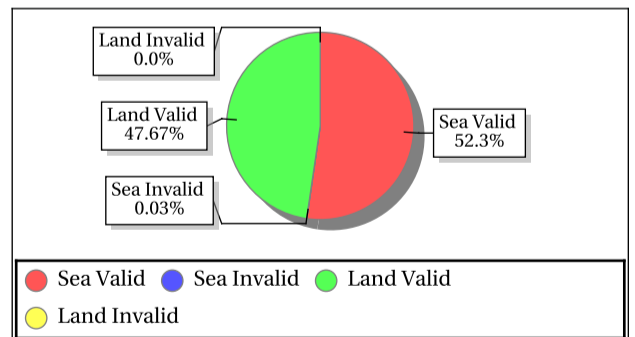 Land Invalid
0.0%
Land Valid
47.67%
Sea Valid
52.3%
Sea Invalid
0.03%
Sea Valid Sea Invalid Land Valid
Land Invalid